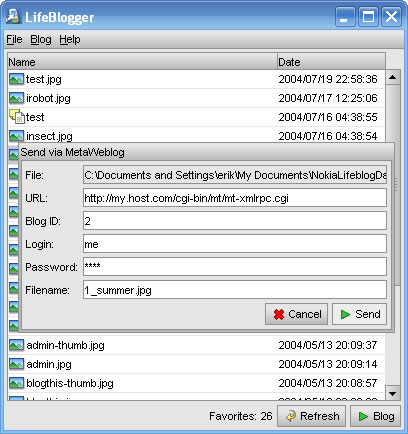 LifeBlogger
File Blog Help
Name Date
test.jpg 2004/07/19 22:58:36
irobot.jpg 2004/07/17 12:25:06
test 2004/07/16 04:38:55
insect.jpg 2004/07/16 04:38:54
Send via MetaWeblog
File: C:\Documents and Settings\erik\My Documents\NokiaLifeblogDa
URL: http://my.host.com/cgi-bin/mt/mt-xmlrpc.cgi
Blog ID: 2
Login: me
Password: ****
Filename: 1_summer.jpg
Cancel Send
admin-thumb.jpg 2004/05/13 20:09:37
admin.jpg 2004/05/13 20:09:14
blogthis-thumb.jpg 2004/05/13 20:08:57
Favorites: 26 Refresh Blog